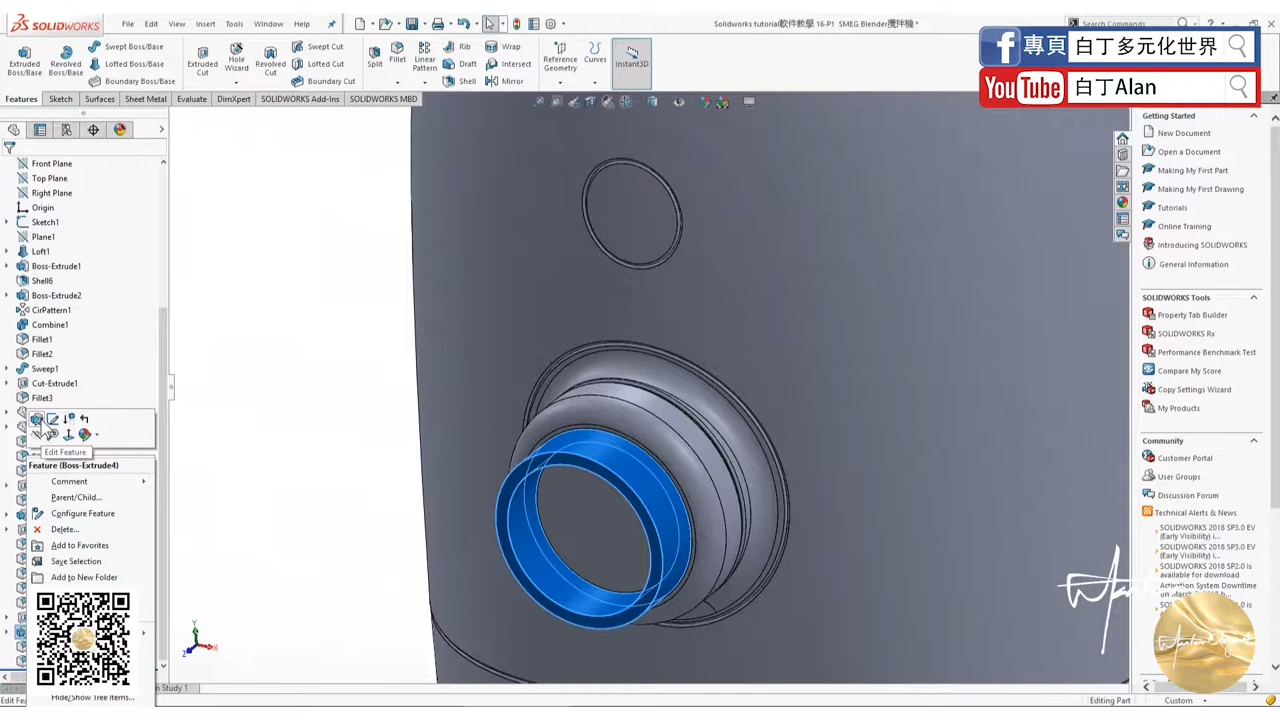 SOLIDWORKS
File
Edit
View
Insert
Tools
Window
Help
Solidworks tutorial軟件教學 16-P1 SMEG Blender攪拌機 *
Search Commands
專頁
白丁多元化世界
YouTube
白丁Alan
Extruded Boss/Base
Revolved Boss/Base
Swept Boss/Base
Lofted Boss/Base
Boundary Boss/Base
Extruded Cut
Hole Wizard
Revolved Cut
Swept Cut
Lofted Cut
Boundary Cut
Split
Fillet
Linear Pattern
Rib
Draft
Shell
Wrap
Intersect
Mirror
Reference Geometry
Curves
Instant3D
Features
Sketch
Surfaces
Sheet Metal
Evaluate
DimXpert
SOLIDWORKS Add-Ins
SOLIDWORKS MBD
Front Plane
Top Plane
Right Plane
Origin
Sketch1
Plane1
Loft1
Boss-Extrude1
Shell6
Boss-Extrude2
CirPattern1
Combine1
Fillet1
Fillet2
Sweep1
Cut-Extrude1
Fillet3
Edit Feature
Feature (Boss-Extrude4)
Comment
Parent/Child...
Configure Feature
Delete...
Add to Favorites
Save Selection
Add to New Folder
Hide/Show Tree Items...
Y
X
Z
Getting Started
New Document
Open a Document
Making My First Part
Making My First Drawing
Tutorials
Online Training
Introducing SOLIDWORKS
General Information
SOLIDWORKS Tools
Property Tab Builder
SOLIDWORKS Rx
Performance Benchmark Test
Compare My Score
Copy Settings Wizard
My Products
Community
Customer Portal
User Groups
Discussion Forum
Technical Alerts & News
SOLIDWORKS 2018 SP3.0 EV
(Early Visibility) i...
SOLIDWORKS 2018 SP3.0 EV
(Early Visibility) i...
SOLIDWORKS 2018 SP2.0 is
available for download
Activation System Downtime
Study 1
Editing Part
Custom